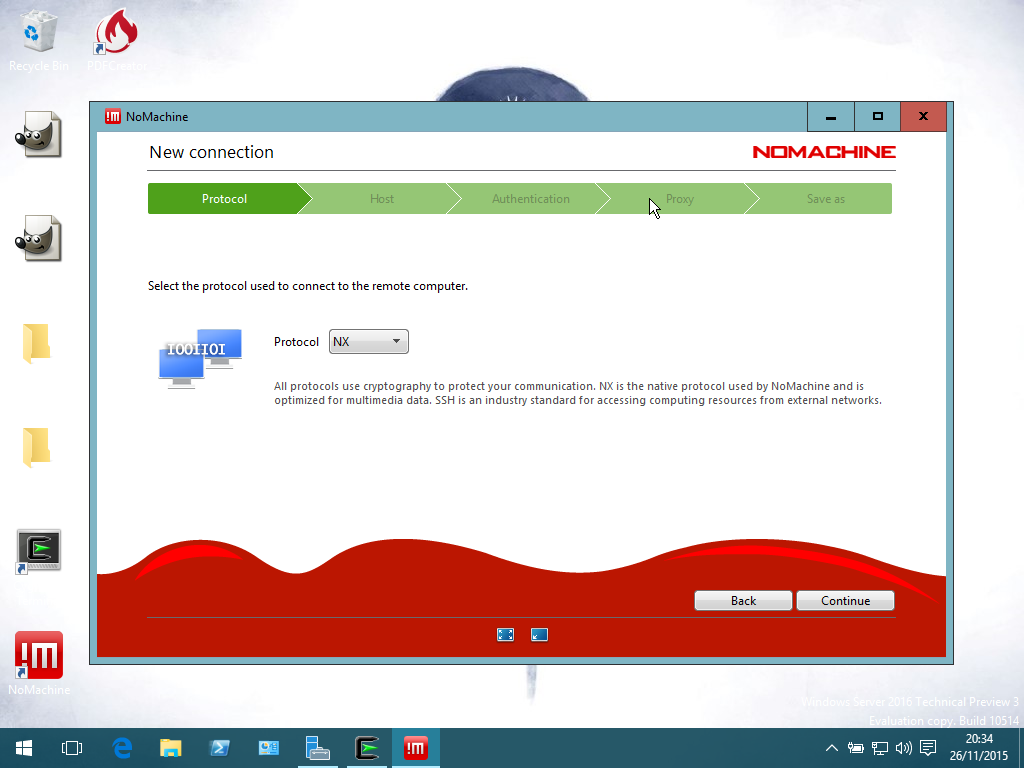 Recycle Bin
PDFCreator
NoMachine
New connection
NOMACHINE
Protocol
Host
Authentication
Proxy
Save as
Select the protocol used to connect to the remote computer.
IOOIIOI
Protocol
NX
All protocols use cryptography to protect your communication. NX is the native protocol used by NoMachine and is
optimized for multimedia data. SSH is an industry standard for accessing computing resources from external networks.
Back
Continue
!M
NoMachine
Windows Server 2016 Technical Preview 3
Evaluation copy. Build 10514
20:34
26/11/2015